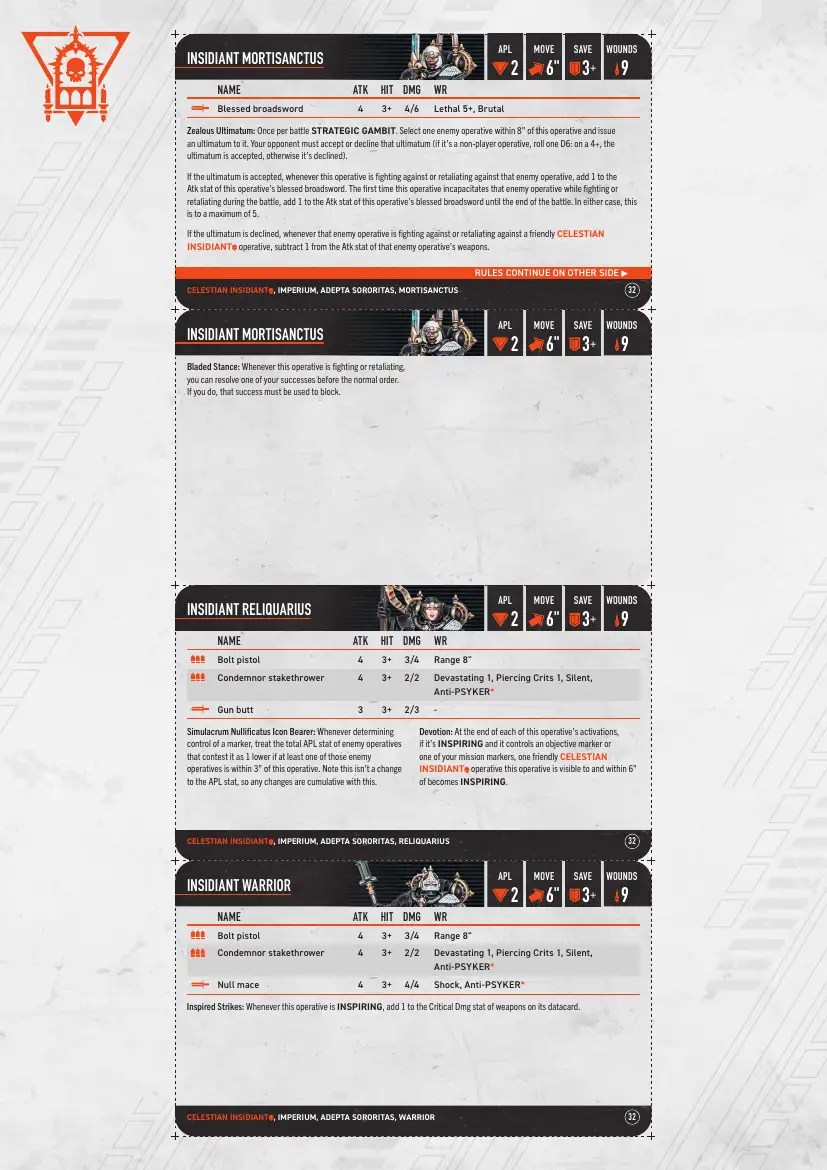 INSIDIANT MORTISANCTUS
APL MOVE SAVE WOUNDS
2 6" 3+ 9
NAME ATK HIT DMG WR
Blessed broadsword 4 3+ 4/6 Lethal 5+, Brutal
Zealous Ultimatum: Once per battle STRATEGIC GAMBIT. Select one enemy operative within 8" of this operative and issue
an ultimatum to it. Your opponent must accept or decline that ultimatum (if it's a non-player operative, roll one D6: on a 4+, the
ultimatum is accepted, otherwise it's declined).
If the ultimatum is accepted, whenever this operative is fighting against or retaliating against that enemy operative, add 1 to the
Atk stat of this operative's blessed broadsword. The first time this operative incapacitates that enemy operative while fighting or
retaliating during the battle, add 1 to the Atk stat of this operative's blessed broadsword until the end of the battle. In either case, this
is to a maximum of 5.
If the ultimatum is declined, whenever that enemy operative is fighting against or retaliating against a friendly CELESTIAN
INSIDIANT operative, subtract 1 from the Atk stat of that enemy operative's weapons.
RULES CONTINUE ON OTHER SIDE ▶
CELESTIAN INSIDIANT, IMPERIUM, ADEPTA SORORITAS, MORTISANCTUS 32
INSIDIANT MORTISANCTUS
APL MOVE SAVE WOUNDS
2 6" 3+ 9
Bladed Stance: Whenever this operative is fighting or retaliating,
you can resolve one of your successes before the normal order.
If you do, that success must be used to block.
INSIDIANT RELIQUARIUS
APL MOVE SAVE WOUNDS
2 6" 3+ 9
NAME ATK HIT DMG WR
Bolt pistol 4 3+ 3/4 Range 8"
Condemnor stakethrower 4 3+ 2/2 Devastating 1, Piercing Crits 1, Silent,
Anti-PSYKER*
Gun butt 3 3+ 2/3 -
Simulacrum Nullificatus Icon Bearer: Whenever determining
control of a marker, treat the total APL stat of enemy operatives
that contest it as 1 lower if at least one of those enemy
operatives is within 3" of this operative. Note this isn't a change
to the APL stat, so any changes are cumulative with this.
Devotion: At the end of each of this operative's activations,
if it's INSPIRING and it controls an objective marker or
one of your mission markers, one friendly CELESTIAN
INSIDIANT operative this operative is visible to and within 6"
of becomes INSPIRING.
CELESTIAN INSIDIANT, IMPERIUM, ADEPTA SORORITAS, RELIQUARIUS 32
INSIDIANT WARRIOR
APL MOVE SAVE WOUNDS
2 6" 3+ 9
NAME ATK HIT DMG WR
Bolt pistol 4 3+ 3/4 Range 8"
Condemnor stakethrower 4 3+ 2/2 Devastating 1, Piercing Crits 1, Silent,
Anti-PSYKER*
Null mace 4 3+ 4/4 Shock, Anti-PSYKER*
Inspired Strikes: Whenever this operative is INSPIRING, add 1 to the Critical Dmg stat of weapons on its datacard.
CELESTIAN INSIDIANT, IMPERIUM, ADEPTA SORORITAS, WARRIOR 32